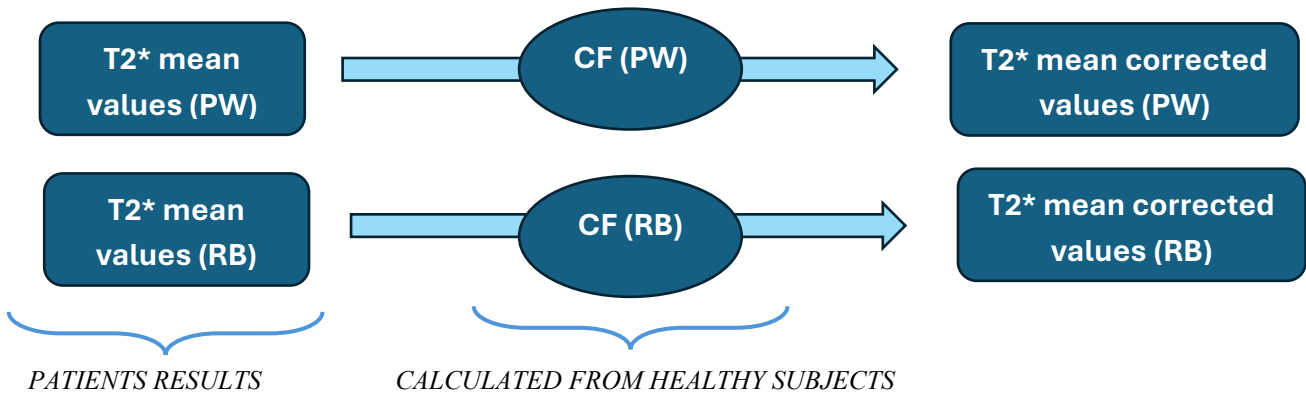 T2* mean
values (PW)
CF (PW)
T2* mean corrected
values (PW)
T2* mean
values (RB)
CF (RB)
T2* mean corrected
values (RB)
PATIENTS RESULTS
CALCULATED FROM HEALTHY SUBJECTS